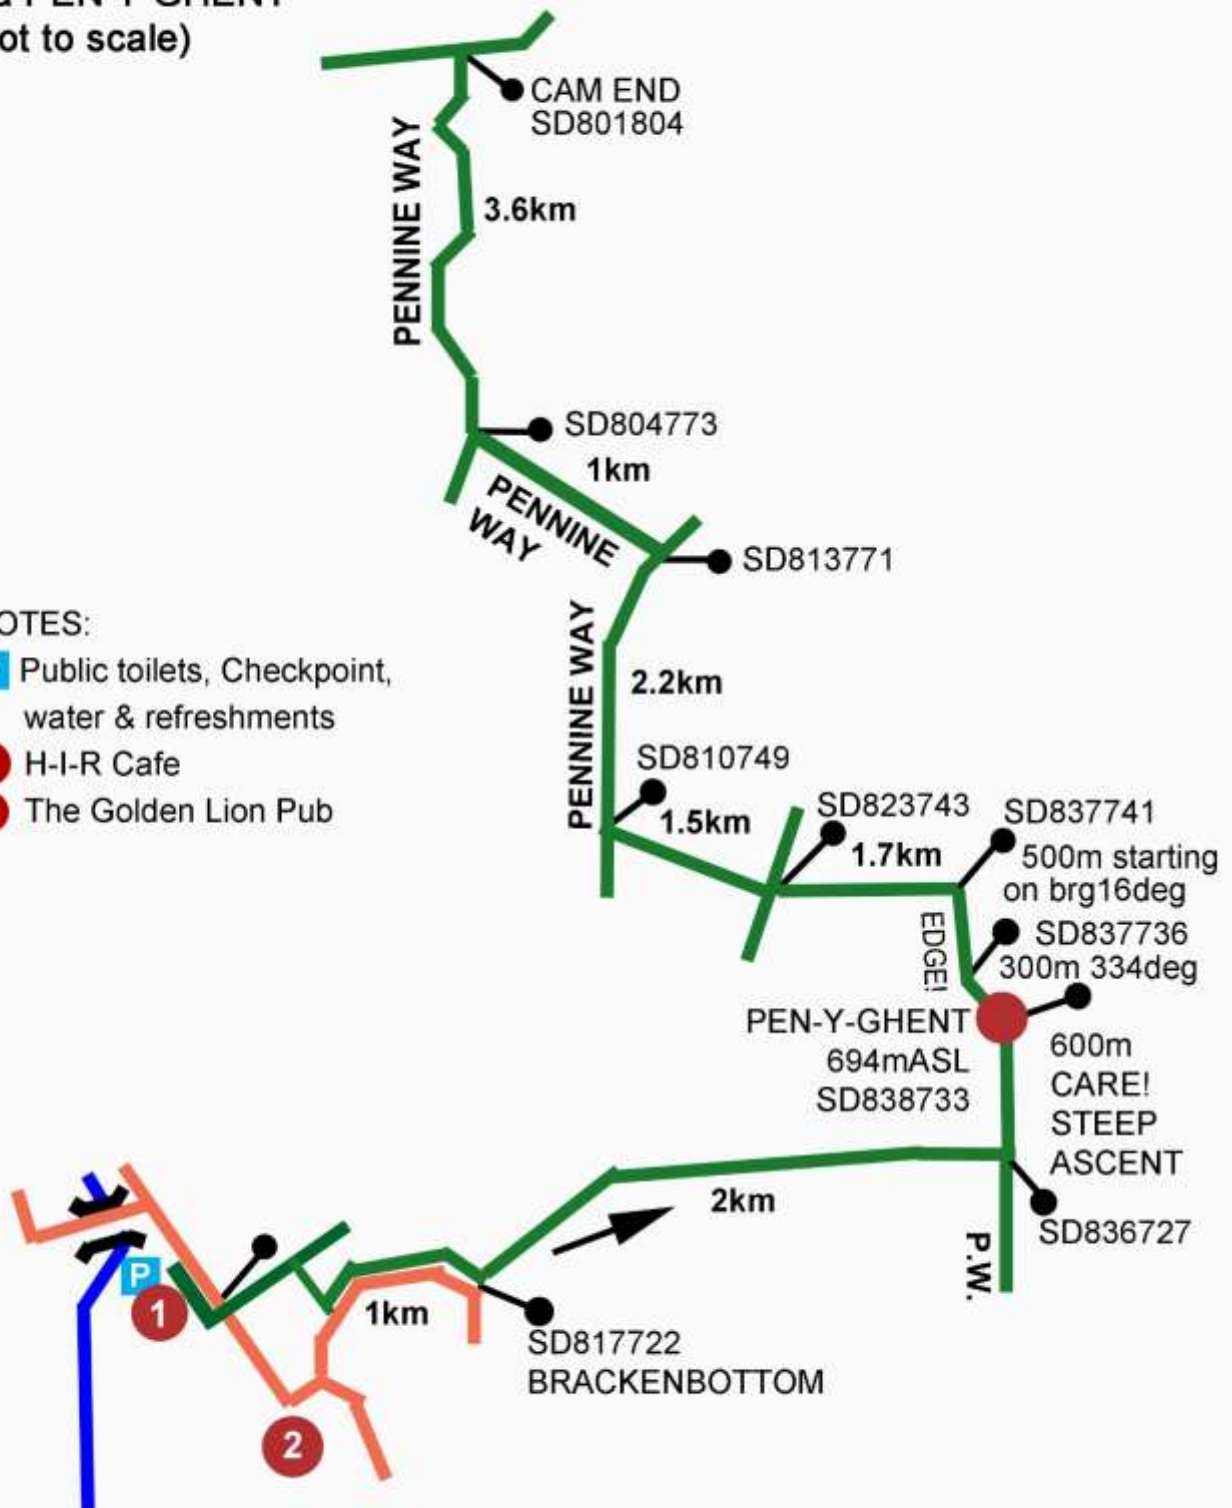 PEN-Y-GHENT
ot to scale)
CAM END
SD801804
PENNINE WAY
3.6km
SD804773
1km
PENNINE
WAY
SD813771
PENNINE WAY
2.2km
OTES:
Public toilets, Checkpoint,
water & refreshments
H-I-R Cafe
The Golden Lion Pub
SD810749
1.5km
SD823743
1.7km
SD837741
500m starting
on brg16deg
EDGE!
SD837736
300m 334deg
PEN-Y-GHENT
694mASL
SD838733
600m
CARE!
STEEP
ASCENT
2km
SD836727
P.W.
P
1
1km
SD817722
BRACKENBOTTOM
2